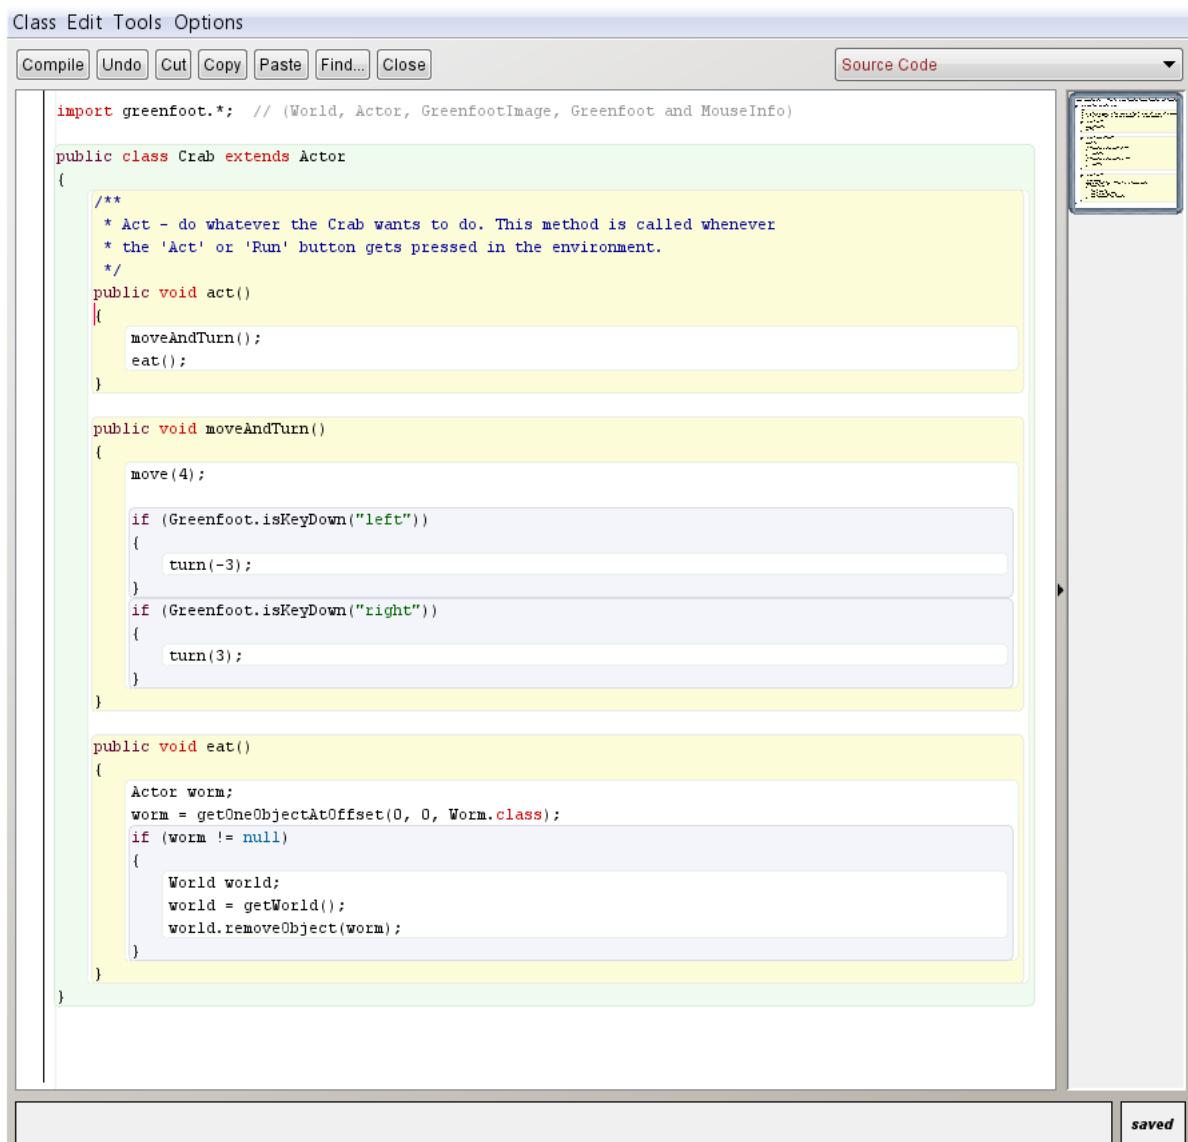 Class Edit Tools Options
Compile Undo Cut Copy Paste Find... Close Source Code
import greenfoot.*;  // (World, Actor, GreenfootImage, Greenfoot and MouseInfo)
public class Crab extends Actor
{
    /**
     * Act - do whatever the Crab wants to do. This method is called whenever
     * the 'Act' or 'Run' button gets pressed in the environment.
     */
    public void act()
    {
        moveAndTurn();
        eat();
    }
    public void moveAndTurn()
    {
        move(4);
        if (Greenfoot.isKeyDown("left"))
        {
            turn(-3);
        }
        if (Greenfoot.isKeyDown("right"))
        {
            turn(3);
        }
    }
    public void eat()
    {
        Actor worm;
        worm = getOneObjectAtOffset(0, 0, Worm.class);
        if (worm != null)
        {
            World world;
            world = getWorld();
            world.removeObject(worm);
        }
    }
}
saved